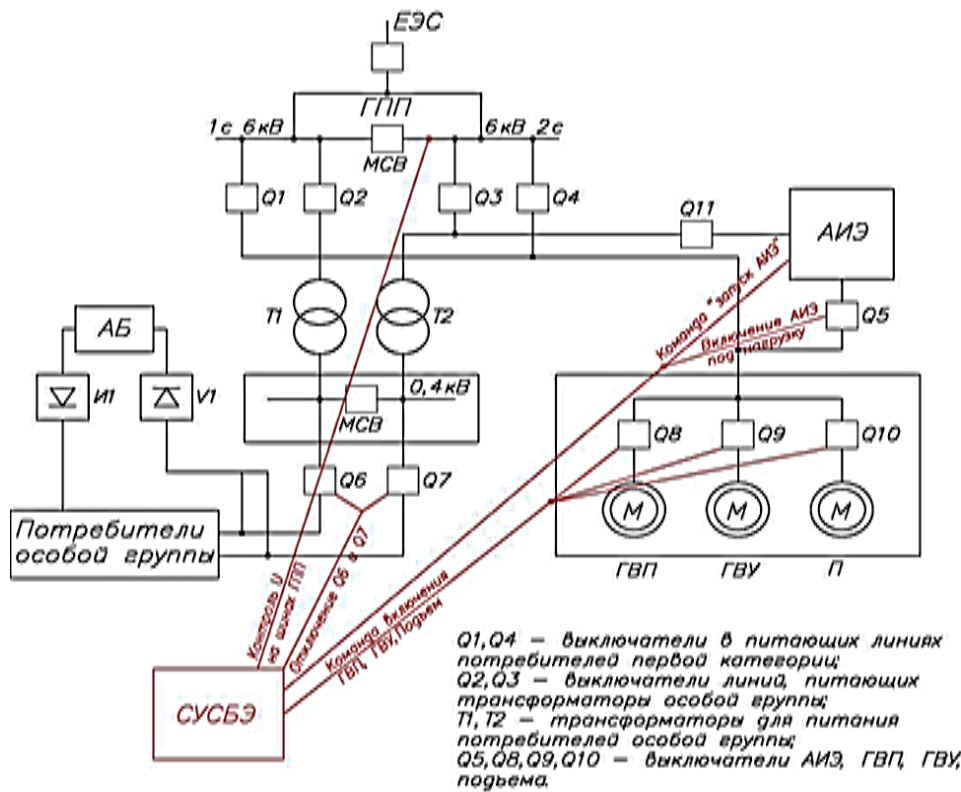 ЕЭС
ГПП
1с 6кВ
6кВ 2с
МСВ
Q1
Q2
Q3
Q4
Q11
АИЭ
Т1
Т2
Q5
Команда "запуск АИЭ"
Включение АИЭ
под нагрузку
АБ
И1
V1
0,4кВ
МСВ
Q6
Q7
Q8
Q9
Q10
М
М
М
ГВП
ГВУ
П
Потребители
особой группы
Контроль U
на шинах ГПП
Отключение Q6 и Q7
Команда включения
ГВП, ГВУ,Подъем
СУСБЭ
Q1,Q4 – выключатели в питающих линиях
потребителей первой категории;
Q2,Q3 – выключатели линий, питающих
трансформаторы особой группы;
Т1,Т2 – трансформаторы для питания
потребителей особой группы;
Q5,Q8,Q9,Q10 – выключатели АИЭ, ГВП, ГВУ,
подъема.